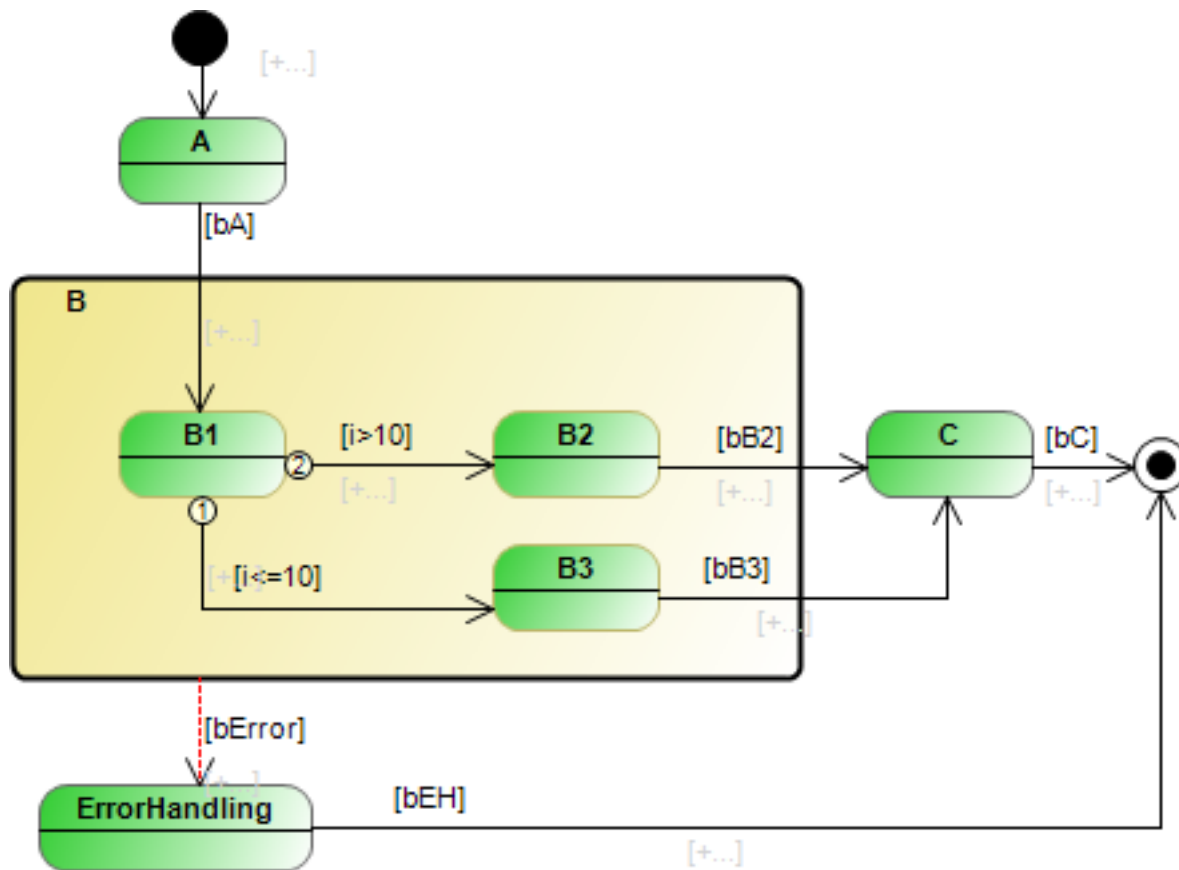 [+...]
A
[bA]
B
[+...]
B1
2
[i>10]
[+...]
B2
[bB2]
[+...]
C
[bC]
[+...]
1
[+...]
[i<=10]
B3
[bB3]
[+...]
[bError]
[+...]
ErrorHandling
[bEH]
[+...]